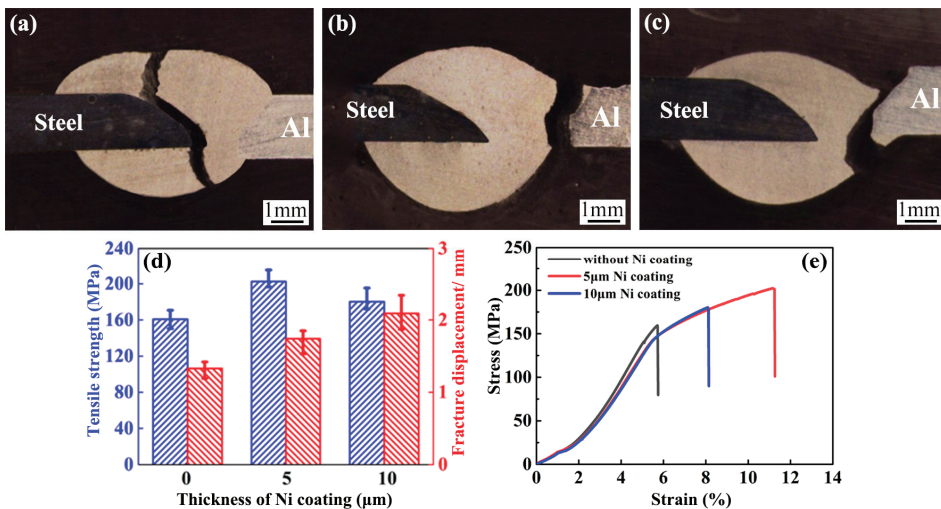 (a)
Steel
Al
1mm
(b)
Steel
Al
1mm
(c)
Steel
Al
1mm
(d)
Tensile strength (MPa)
240
200
160
120
80
40
0
Fracture displacement/ mm
3
2
1
0
0 5 10
Thickness of Ni coating (μm)
(e)
without Ni coating
5μm Ni coating
10μm Ni coating
Stress (MPa)
250
200
150
100
50
0
0 2 4 6 8 10 12 14
Strain (%)